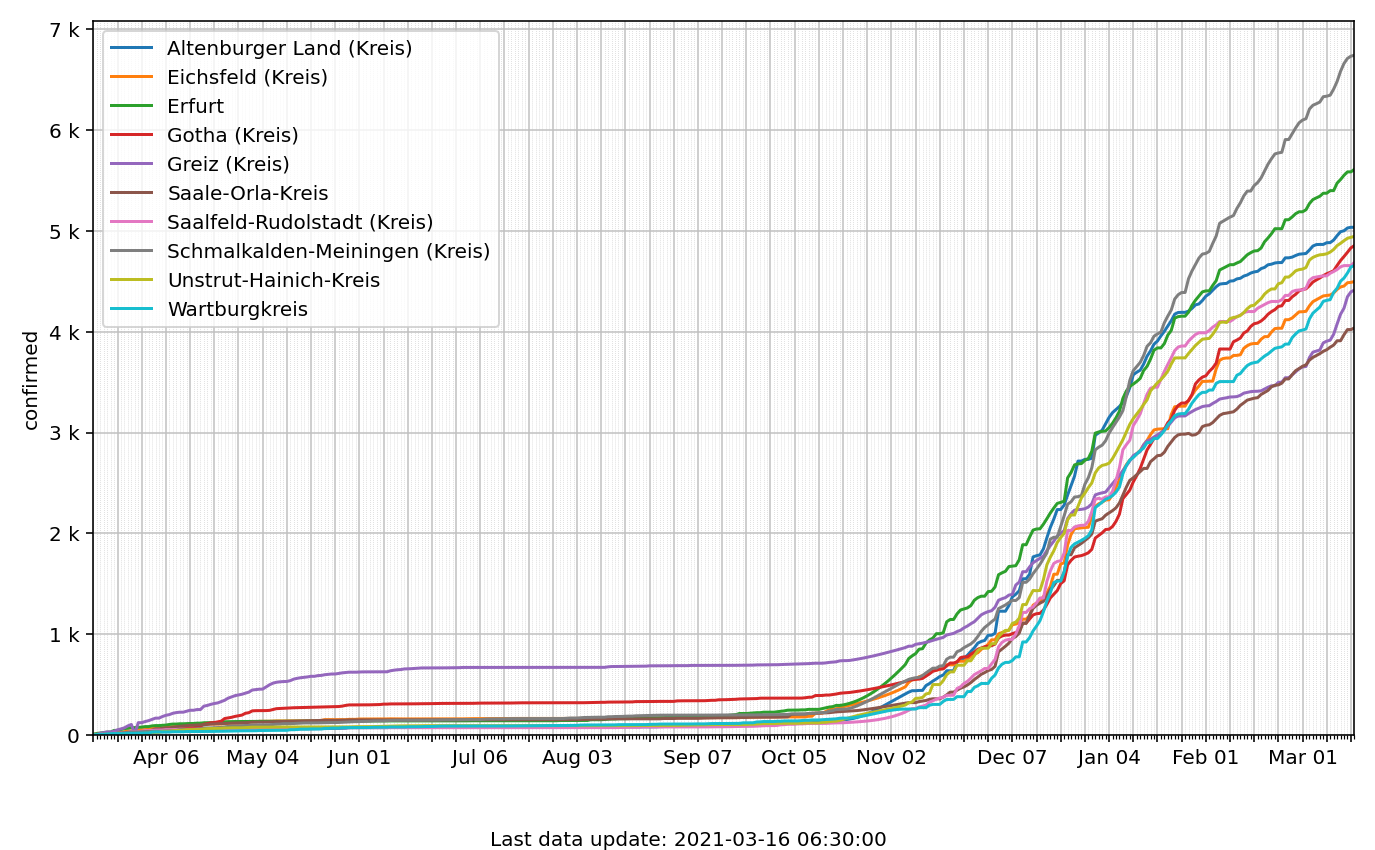 7 k
6 k
5 k
4 k
3 k
2 k
1 k
0
confirmed
Altenburger Land (Kreis)
Eichsfeld (Kreis)
Erfurt
Gotha (Kreis)
Greiz (Kreis)
Saale-Orla-Kreis
Saalfeld-Rudolstadt (Kreis)
Schmalkalden-Meiningen (Kreis)
Unstrut-Hainich-Kreis
Wartburgkreis
Apr 06 May 04 Jun 01 Jul 06 Aug 03 Sep 07 Oct 05 Nov 02 Dec 07 Jan 04 Feb 01 Mar 01
Last data update: 2021-03-16 06:30:00